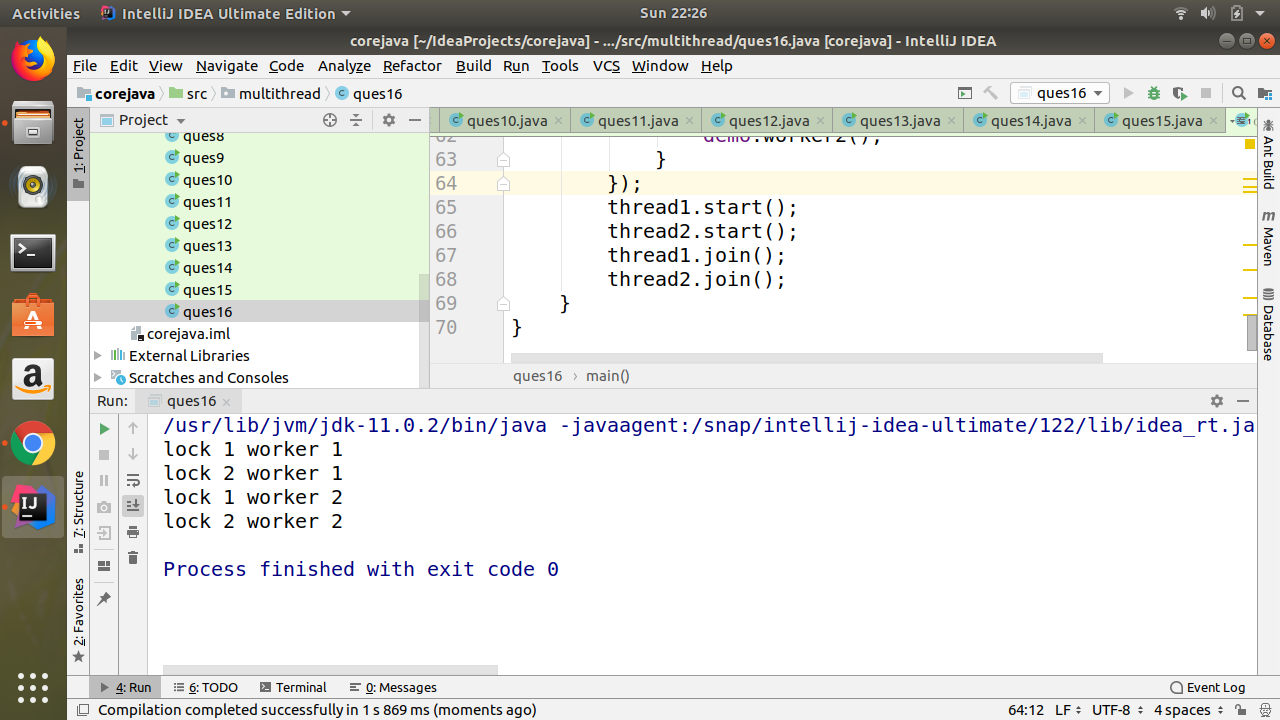 Activities IntelliJ IDEA Ultimate Edition Sun 22:26
corejava [~/IdeaProjects/corejava] - .../src/multithread/ques16.java [corejava] - IntelliJ IDEA
File Edit View Navigate Code Analyze Refactor Build Run Tools VCS Window Help
corejava src multithread ques16 ques16
1: Project
Project
ques10.java ques11.java ques12.java ques13.java ques14.java ques15.java
ques8
ques9
ques10
ques11
ques12
ques13
ques14
ques15
ques16
corejava.iml
External Libraries
Scratches and Consoles
62 demo.worker2();
63 }
64 });
65 thread1.start();
66 thread2.start();
67 thread1.join();
68 thread2.join();
69 }
70 }
ques16 › main()
Ant Build
Maven
Database
Run: ques16
/usr/lib/jvm/jdk-11.0.2/bin/java -javaagent:/snap/intellij-idea-ultimate/122/lib/idea_rt.ja
lock 1 worker 1
lock 2 worker 1
lock 1 worker 2
lock 2 worker 2
Process finished with exit code 0
7: Structure
2: Favorites
4: Run 6: TODO Terminal 0: Messages Event Log
Compilation completed successfully in 1 s 869 ms (moments ago) 64:12 LF UTF-8 4 spaces